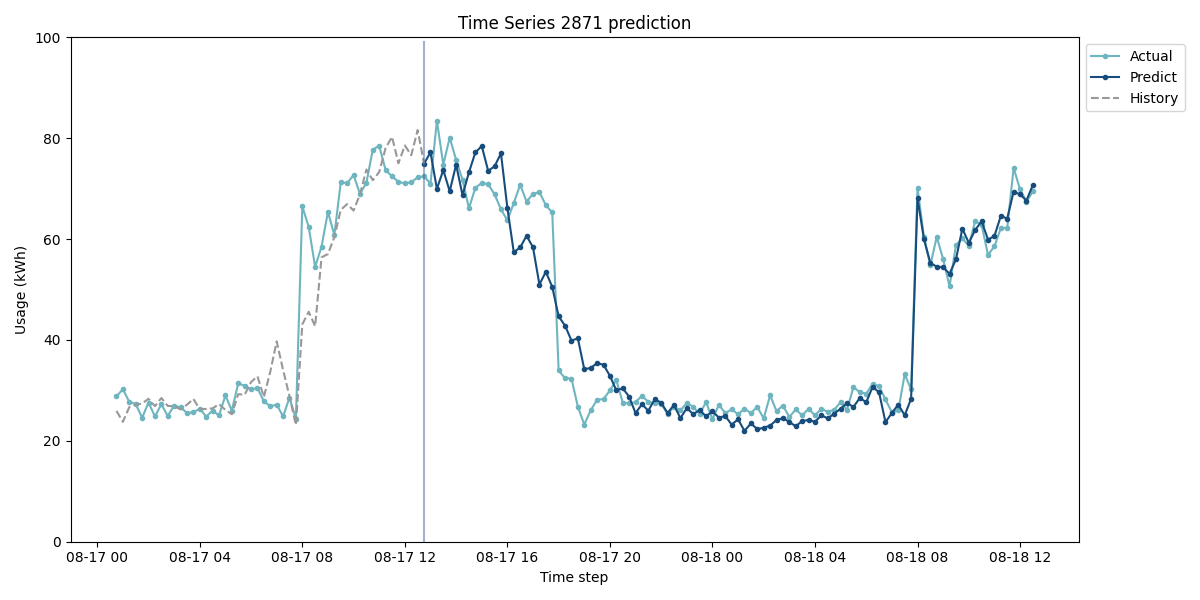 Time Series 2871 prediction
100
80
60
40
20
0
Usage (kWh)
08-17 00
08-17 04
08-17 08
08-17 12
08-17 16
08-17 20
08-18 00
08-18 04
08-18 08
08-18 12
Time step
Actual
Predict
History